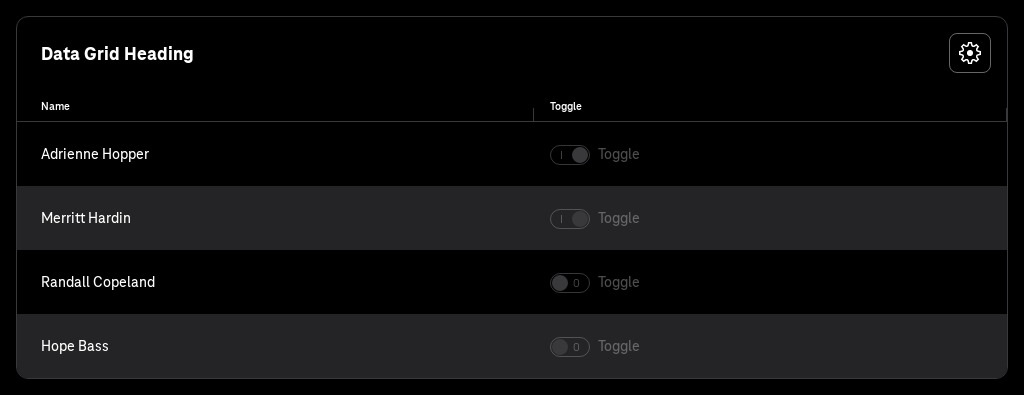 Data Grid Heading
Name Toggle
Adrienne Hopper Toggle
Merritt Hardin Toggle
Randall Copeland 0 Toggle
Hope Bass 0 Toggle